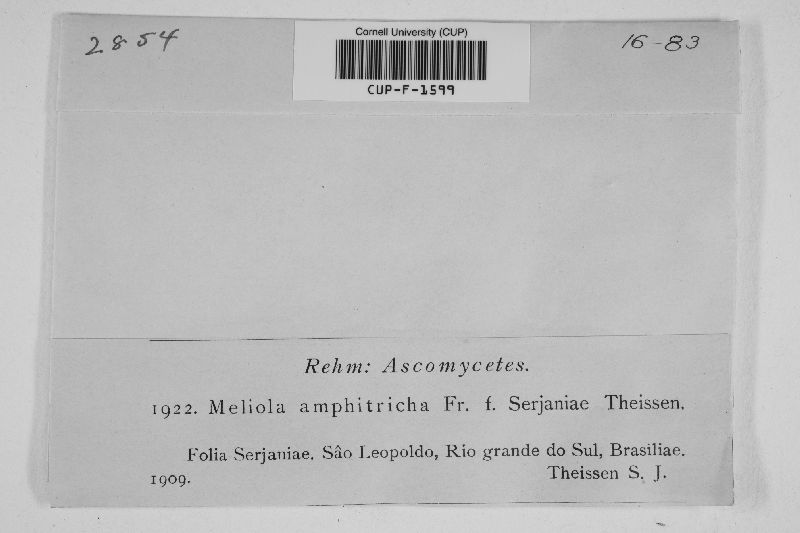 2854
Cornell University (CUP)
16-83
CUP-F-1599
Rehm: Ascomycetes.
1922. Meliola amphitricha Fr. f. Serjaniae Theissen.
Folia Serjaniae. Sâo Leopoldo, Rio grande do Sul, Brasiliae.
1909. Theissen S. J.